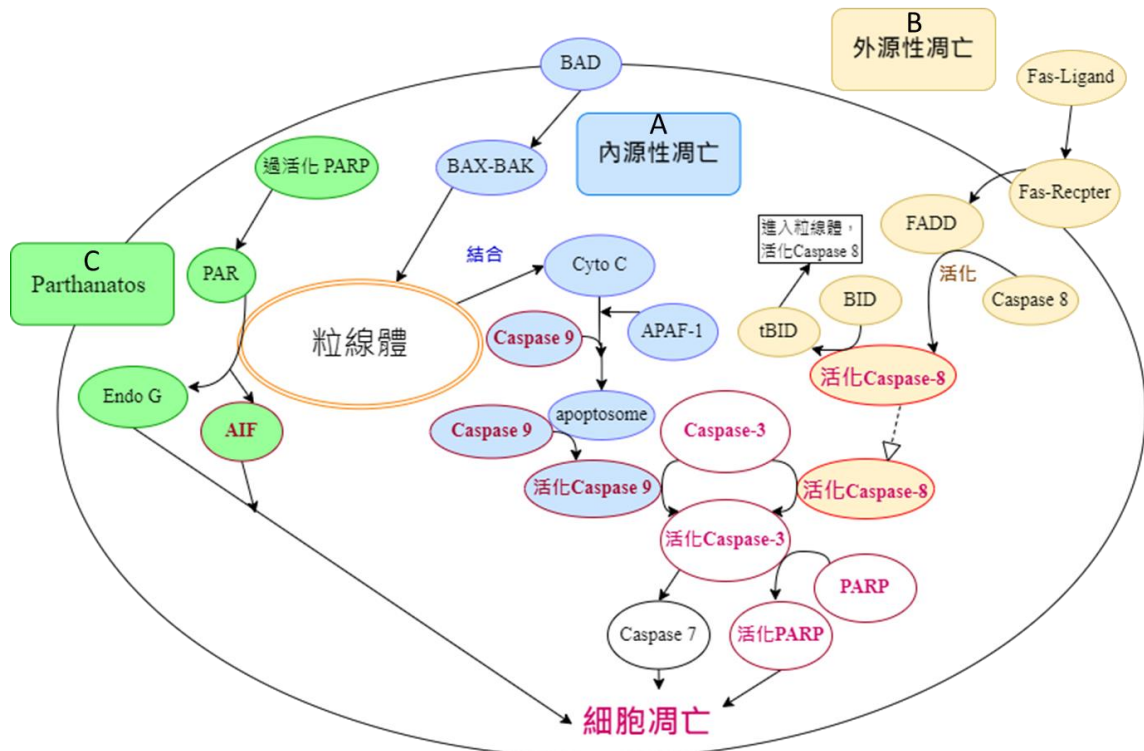 B
外源性凋亡
BAD
Fas-Ligand
A
內源性凋亡
過活化 PARP
BAX-BAK
Fas-Recpter
FADD
進入粒線體，
活化Caspase 8
結合
Cyto C
活化
C
Parthanatos
PAR
BID
Caspase 8
粒線體
Caspase 9
APAF-1
tBID
活化Caspase-8
Endo G
AIF
apoptosome
Caspase 9
Caspase-3
活化Caspase 9
活化Caspase-8
活化Caspase-3
PARP
Caspase 7
活化PARP
細胞凋亡